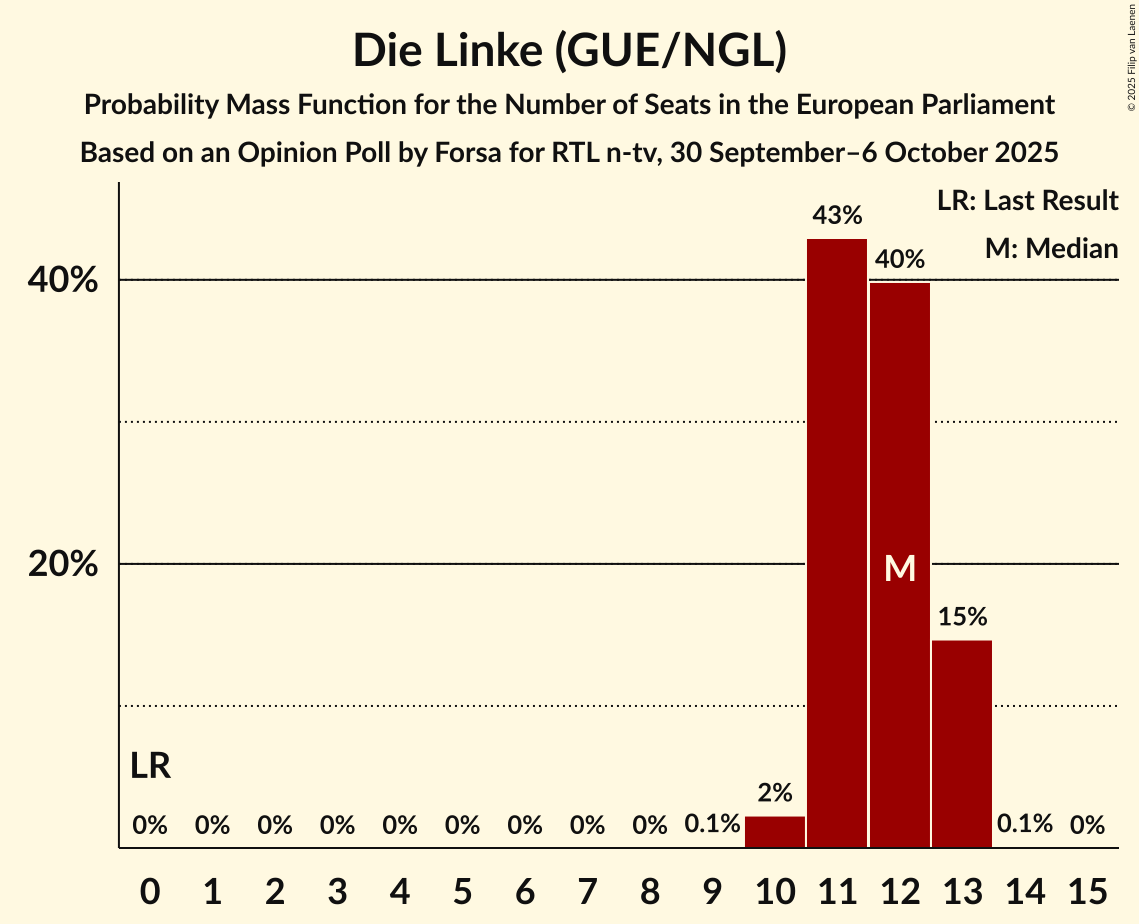 Die Linke (GUE/NGL)
Probability Mass Function for the Number of Seats in the European Parliament
Based on an Opinion Poll by Forsa for RTL n-tv, 30 September–6 October 2025
© 2025 Filip van Laenen
LR: Last Result
M: Median
40%
20%
43%
40%
M
15%
LR
2%
0%
0%
0%
0%
0%
0%
0%
0%
0%
0.1%
0.1%
0%
0 1 2 3 4 5 6 7 8 9 10 11 12 13 14 15